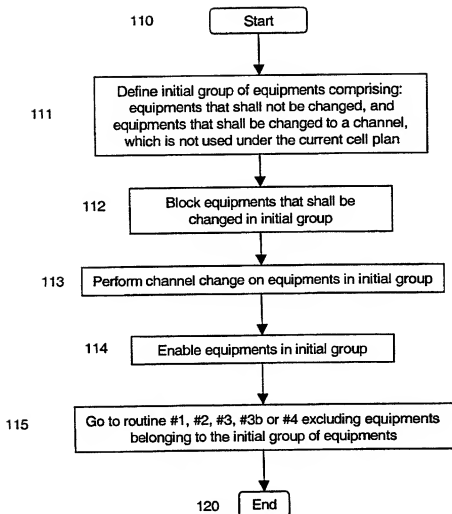 110
Start
111
Define initial group of equipments comprising:
equipments that shall not be changed, and
equipments that shall be changed to a channel,
which is not used under the current cell plan
112
Block equipments that shall be
changed in initial group
113
Perform channel change on equipments in initial group
114
Enable equipments in initial group
115
Go to routine #1, #2, #3, #3b or #4 excluding equipments
belonging to the initial group of equipments
120
End